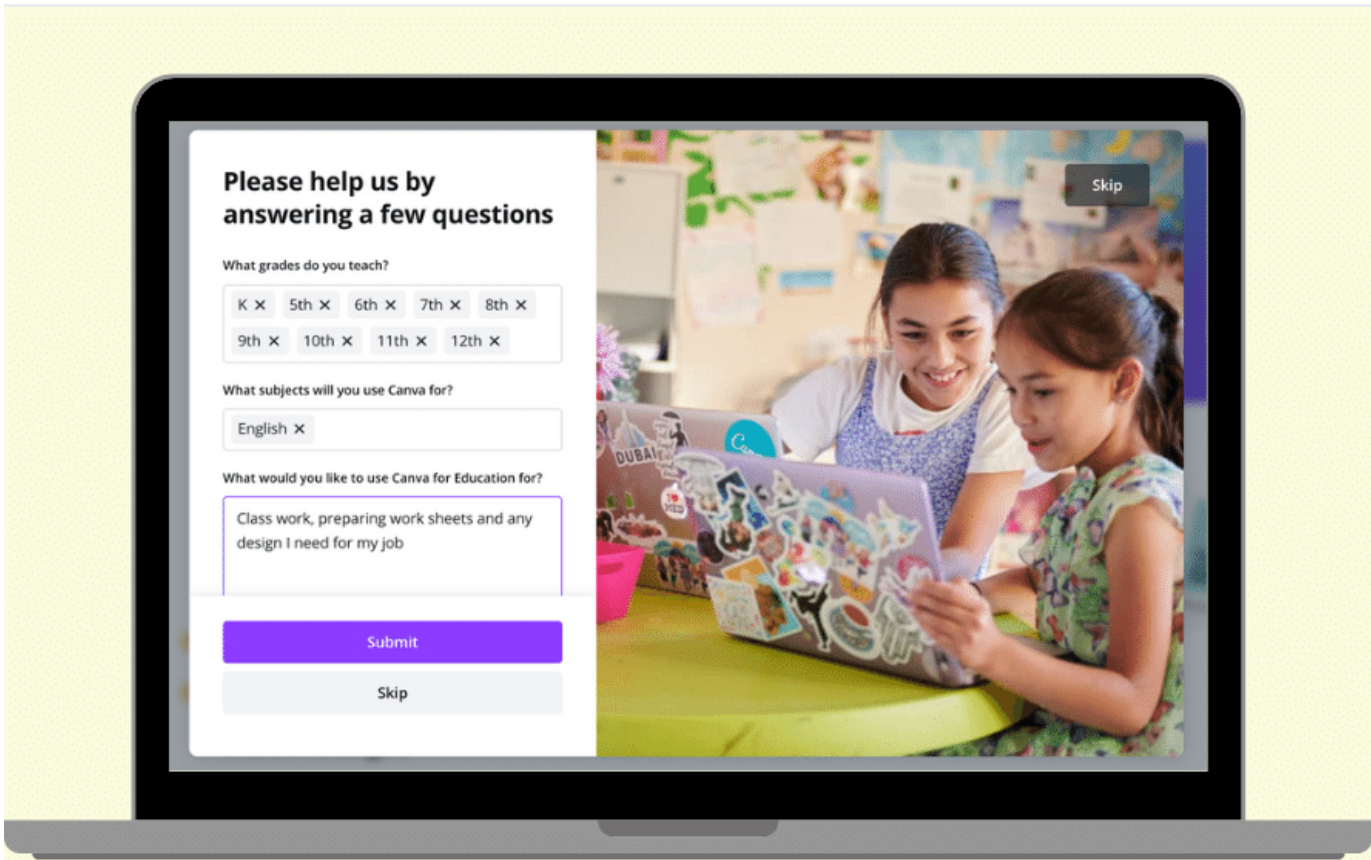 Please help us by
answering a few questions
What grades do you teach?
K × 5th × 6th × 7th × 8th ×
9th × 10th × 11th × 12th ×
What subjects will you use Canva for?
English ×
What would you like to use Canva for Education for?
Class work, preparing work sheets and any
design I need for my job
Submit
Skip
Skip
DUBAI